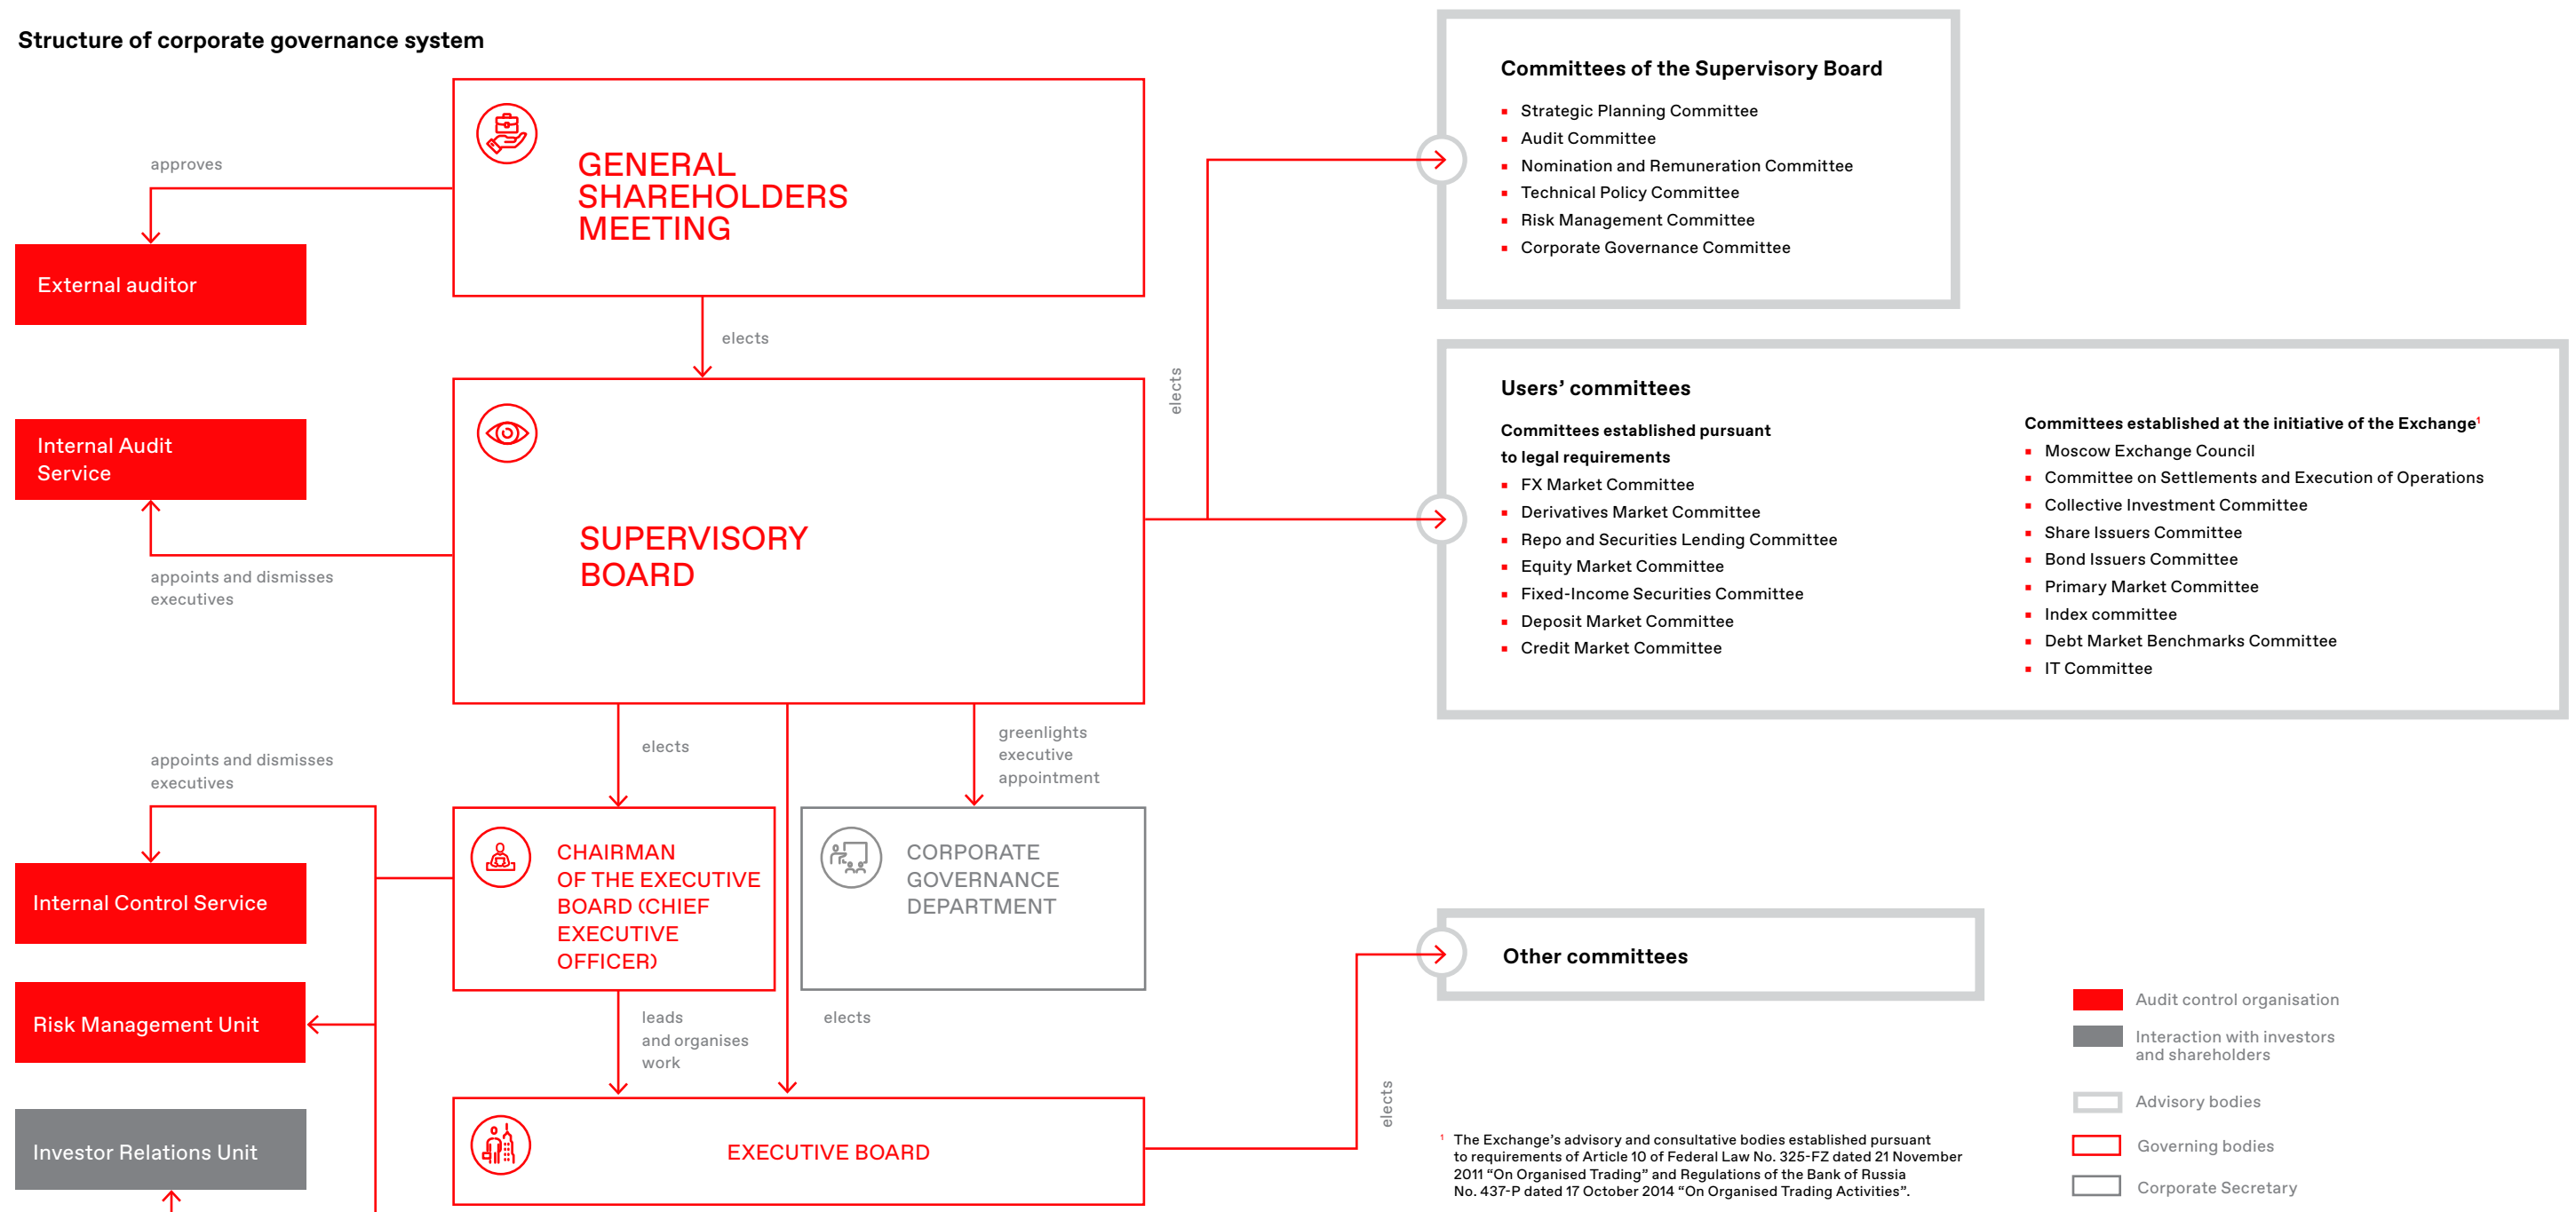 Structure of corporate governance system
approves
External auditor
GENERAL
SHAREHOLDERS
MEETING
elects
Internal Audit
Service
appoints and dismisses
executives
SUPERVISORY
BOARD
elects
Committees of the Supervisory Board
Strategic Planning Committee
Audit Committee
Nomination and Remuneration Committee
Technical Policy Committee
Risk Management Committee
Corporate Governance Committee
Users’ committees
Committees established pursuant
to legal requirements
FX Market Committee
Derivatives Market Committee
Repo and Securities Lending Committee
Equity Market Committee
Fixed-Income Securities Committee
Deposit Market Committee
Credit Market Committee
Committees established at the initiative of the Exchange¹
Moscow Exchange Council
Committee on Settlements and Execution of Operations
Collective Investment Committee
Share Issuers Committee
Bond Issuers Committee
Primary Market Committee
Index committee
Debt Market Benchmarks Committee
IT Committee
appoints and dismisses
executives
elects
greenlights
executive
appointment
Internal Control Service
Risk Management Unit
Investor Relations Unit
CHAIRMAN
OF THE EXECUTIVE
BOARD (CHIEF
EXECUTIVE
OFFICER)
CORPORATE
GOVERNANCE
DEPARTMENT
leads
and organises
work
elects
EXECUTIVE BOARD
elects
Other committees
¹ The Exchange’s advisory and consultative bodies established pursuant
to requirements of Article 10 of Federal Law No. 325-FZ dated 21 November
2011 “On Organised Trading” and Regulations of the Bank of Russia
No. 437-P dated 17 October 2014 “On Organised Trading Activities”.
Audit control organisation
Interaction with investors
and shareholders
Advisory bodies
Governing bodies
Corporate Secretary